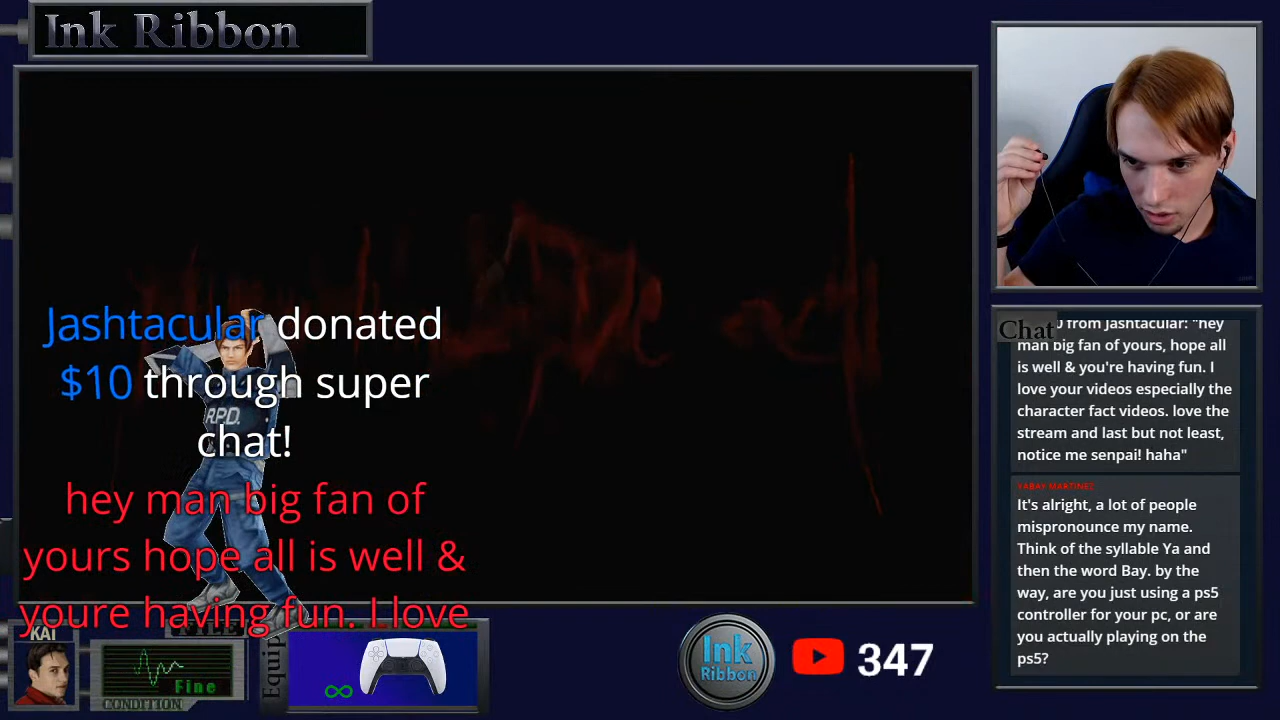 Ink Ribbon
Jashtacular donated
$10 through super
chat!
hey man big fan of
yours hope all is well &
youre having fun. I love
R.P.D.
KAI
FILE
Fine
CONDITION
Equip
Ink
Ribbon
347
Chat
from Jashtacular: "hey
man big fan of yours, hope all
is well & you're having fun. I
love your videos especially the
character fact videos. love the
stream and last but not least,
notice me senpai! haha"
YABAY MARTINEZ
It's alright, a lot of people
mispronounce my name.
Think of the syllable Ya and
then the word Bay. by the
way, are you just using a ps5
controller for your pc, or are
you actually playing on the
ps5?